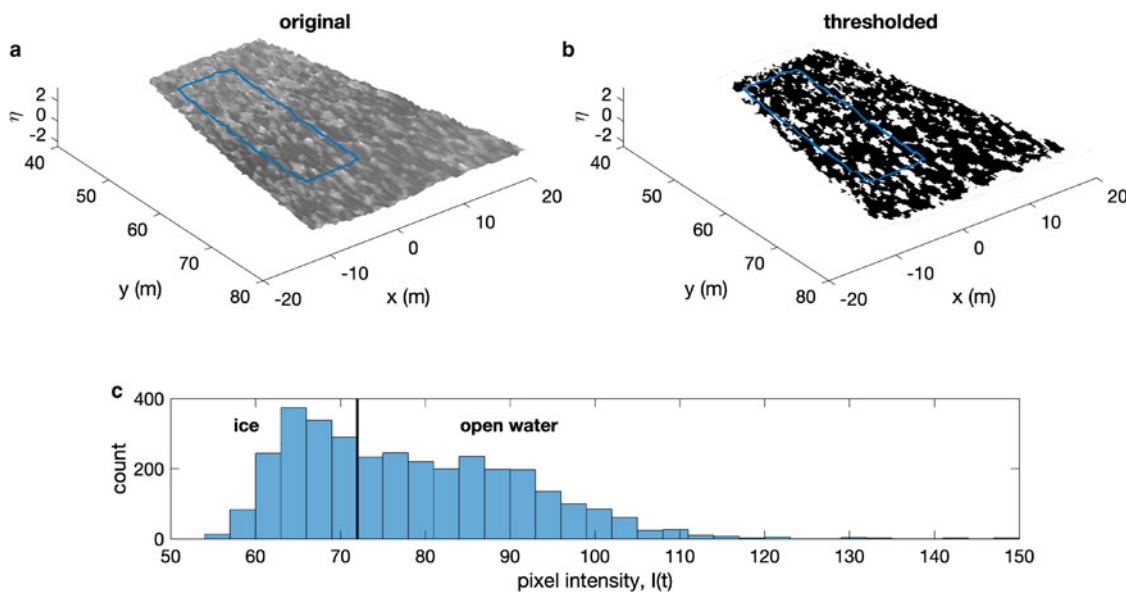 original
thresholded
a
b
2
0
-2
η
40
50
60
70
80
y (m)
-20
-10
0
10
20
x (m)
2
0
-2
η
40
50
60
70
80
y (m)
-20
-10
0
10
20
x (m)
c
400
200
0
count
ice
open water
50 60 70 80 90 100 110 120 130 140 150
pixel intensity, I(t)